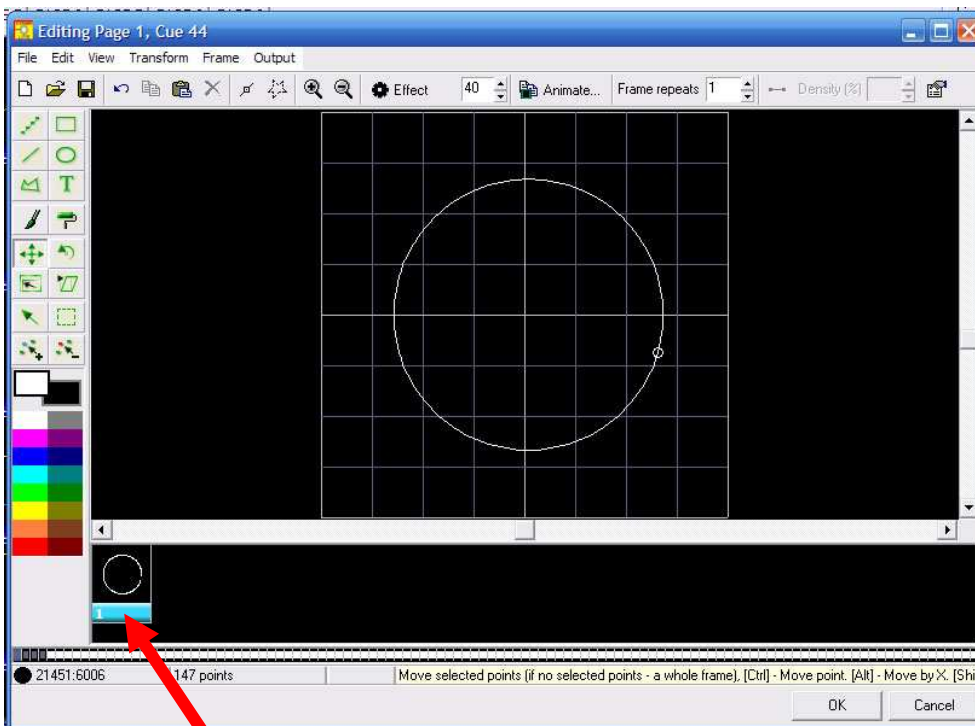 Editing Page 1, Cue 44
File Edit View Transform Frame Output
Effect 40 Animate... Frame repeats 1 Density (%)
T
1
21451:6006 147 points Move selected points (if no selected points - a whole frame), [Ctrl] - Move point. [Alt] - Move by X. [Shi
OK Cancel